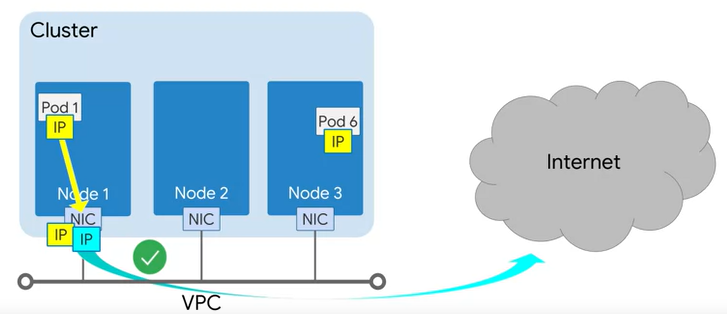 Cluster
Pod 1
IP
Pod 6
IP
Internet
Node 1
Node 2
Node 3
NIC
NIC
NIC
IP
IP
VPC